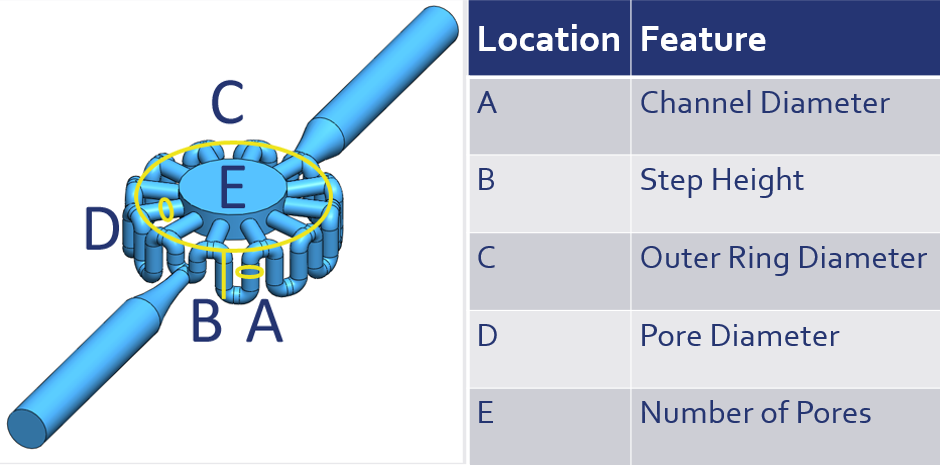 C
E
D
B A
Location Feature
A Channel Diameter
B Step Height
C Outer Ring Diameter
D Pore Diameter
E Number of Pores